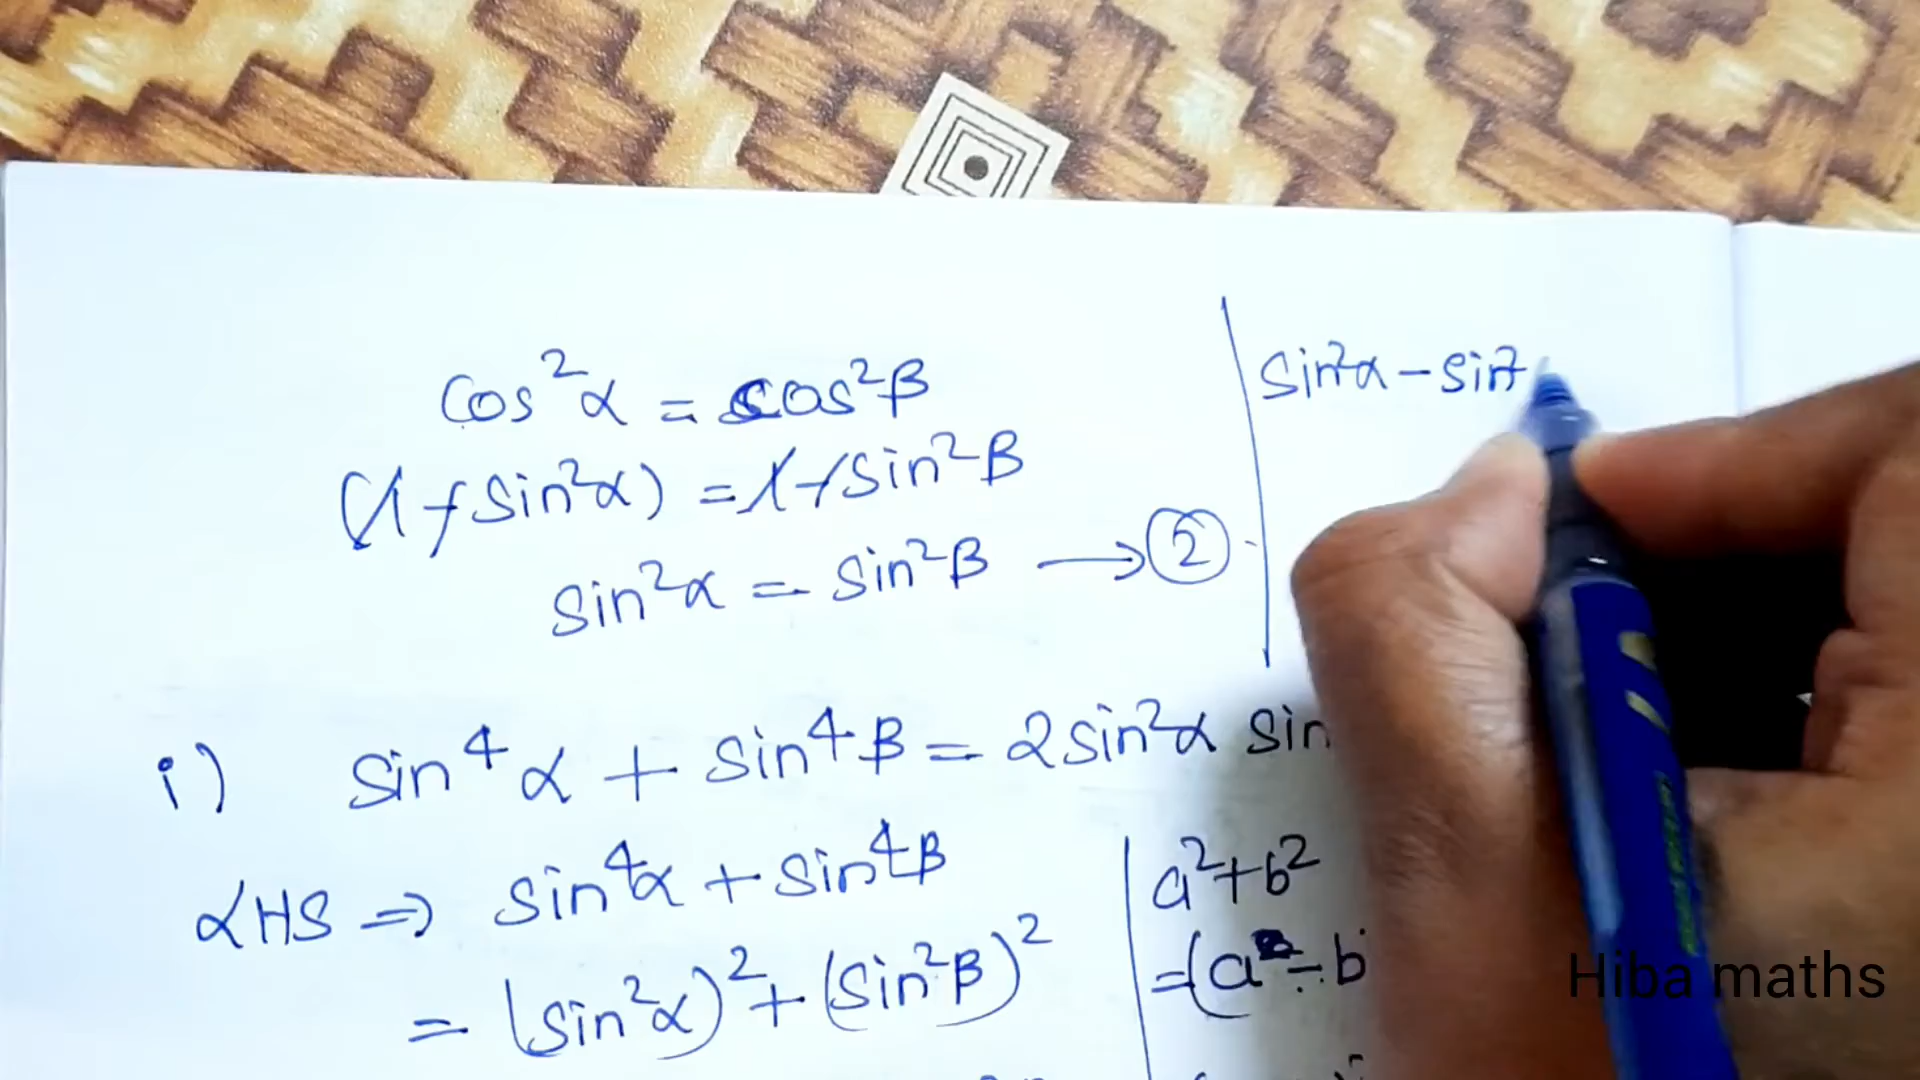 cos²α = cos²β
(1-sin²α) = 1-sin²β
sin²α = sin²β → ②
sin²α - sin²
i) sin⁴α + sin⁴β = 2sin²α sin
LHS ⇒ sin⁴α + sin⁴β
= (sin²α)² + (sin²β)²
a²+b²
=(a - b
Hiba maths